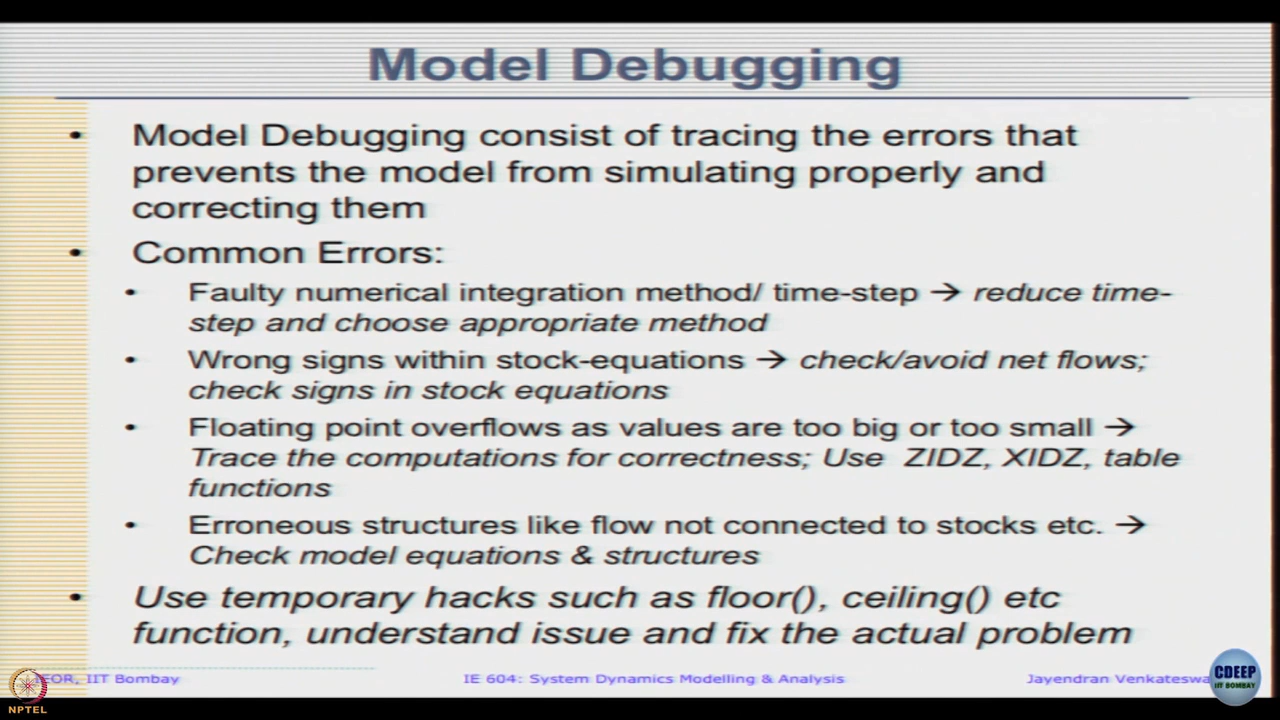 Model Debugging
• Model Debugging consist of tracing the errors that
prevents the model from simulating properly and
correcting them
• Common Errors:
• Faulty numerical integration method/ time-step → reduce time-
step and choose appropriate method
• Wrong signs within stock-equations → check/avoid net flows;
check signs in stock equations
• Floating point overflows as values are too big or too small →
Trace the computations for correctness; Use ZIDZ, XIDZ, table
functions
• Erroneous structures like flow not connected to stocks etc. →
Check model equations & structures
• Use temporary hacks such as floor(), ceiling() etc
function, understand issue and fix the actual problem
IEOR, IIT Bombay
IE 604: System Dynamics Modelling & Analysis
Jayendran Venkateswa
CDEEP
IIT BOMBAY
NPTEL